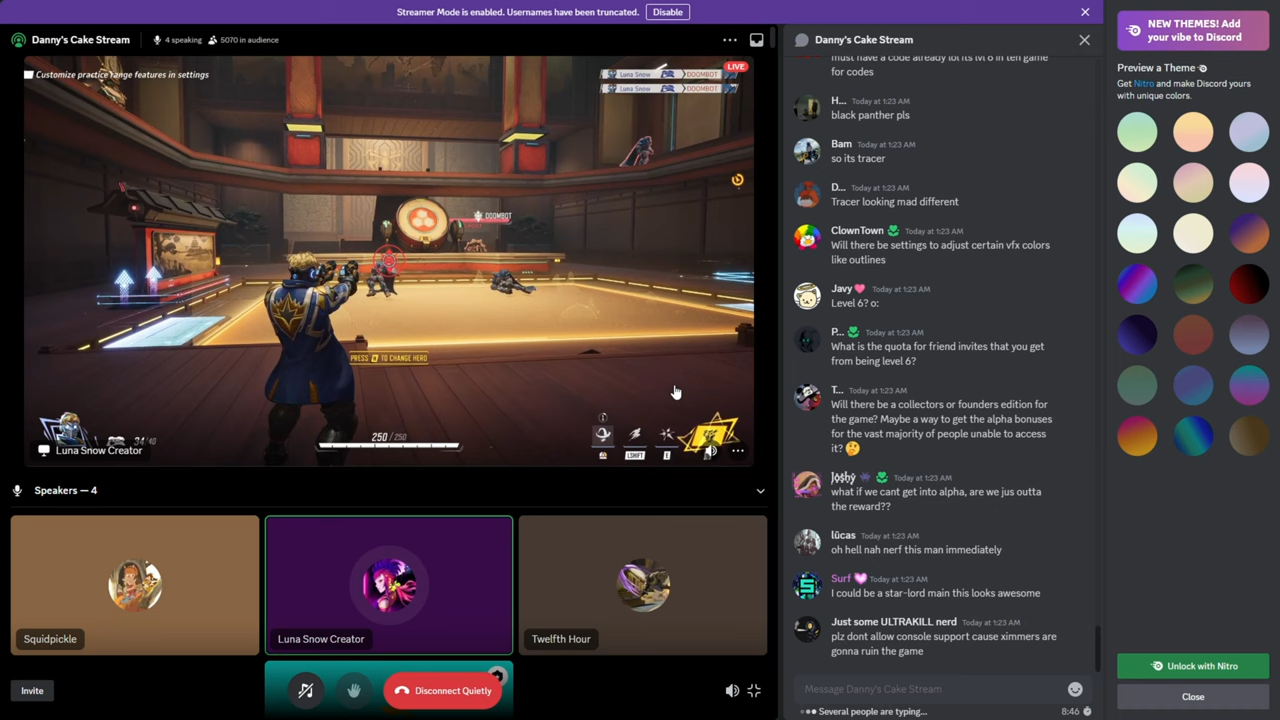 Streamer Mode is enabled. Usernames have been truncated.
Disable
Danny's Cake Stream
4 speaking
5070 in audience
Customize practice range features in settings
LIVE
Luna Snow
DOOMBOT
Luna Snow
DOOMBOT
DOOMBOT
PRESS
TO CHANGE HERO
34/40
250/250
LSHIFT
E
Luna Snow Creator
Speakers — 4
Squidpickle
Luna Snow Creator
Twelfth Hour
Invite
Disconnect Quietly
Danny's Cake Stream
must have a code already lol its lvl 6 in ten game
for codes
H... Today at 1:23 AM
black panther pls
Bam Today at 1:23 AM
so its tracer
D... Today at 1:23 AM
Tracer looking mad different
ClownTown Today at 1:23 AM
Will there be settings to adjust certain vfx colors
like outlines
Javy Today at 1:23 AM
Level 6? o:
P... Today at 1:23 AM
What is the quota for friend invites that you get
from being level 6?
T... Today at 1:23 AM
Will there be a collectors or founders edition for
the game? Maybe a way to get the alpha bonuses
for the vast majority of people unable to access
it? 🤔
Today at 1:23 AM
what if we cant get into alpha, are we jus outta
the reward??
lūcas Today at 1:23 AM
oh hell nah nerf this man immediately
Surf Today at 1:23 AM
I could be a star-lord main this looks awesome
Just some ULTRAKILL nerd Today at 1:23 AM
plz dont allow console support cause ximmers are
gonna ruin the game
Message Danny's Cake Stream
Several people are typing...
8:46
NEW THEMES! Add
your vibe to Discord
Preview a Theme
Get Nitro and make Discord yours
with unique colors.
Unlock with Nitro
Close